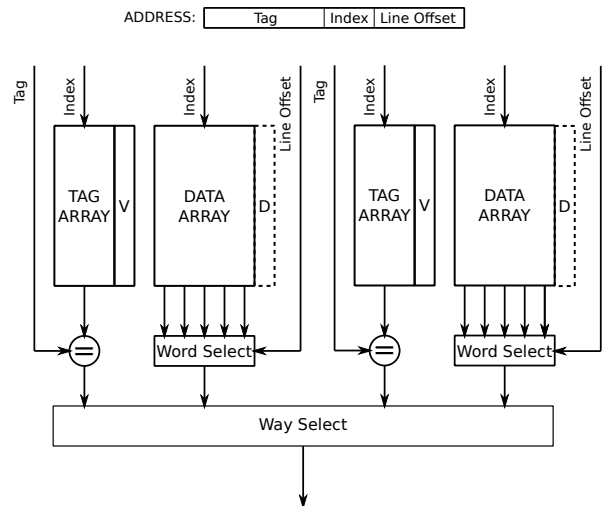 ADDRESS: Tag Index Line Offset
Tag Index Index Line Offset Tag Index Index Line Offset
TAG ARRAY V DATA ARRAY D TAG ARRAY V DATA ARRAY D
= Word Select = Word Select
Way Select